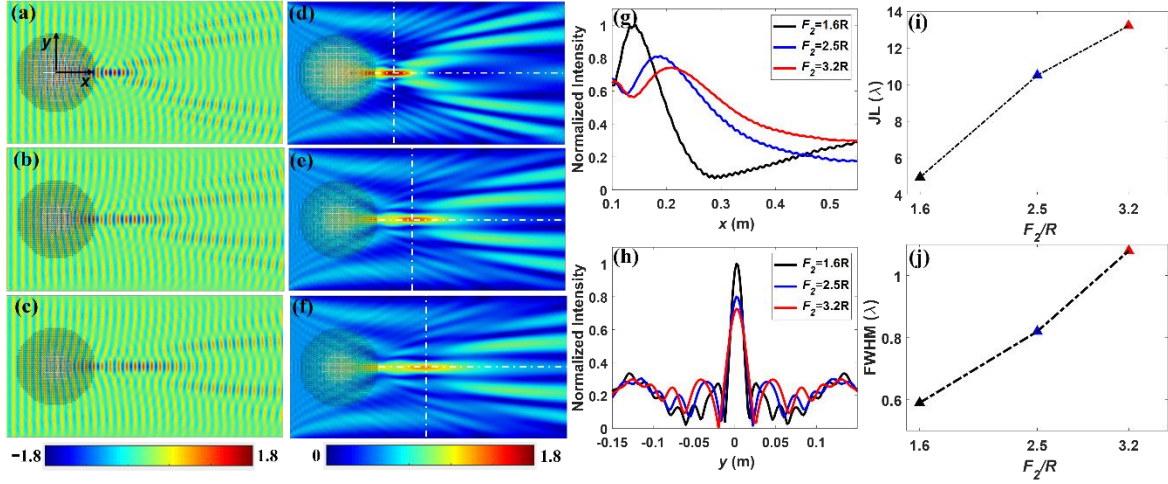 (a)
y
x
(b)
(c)
−1.8
1.8
(d)
(e)
(f)
0
1.8
(g)
Normalized Intensity
1
0.8
0.6
0.4
0.2
0
F2=1.6R
F2=2.5R
F2=3.2R
0.1
0.2
0.3
0.4
0.5
x (m)
(h)
Normalized Intensity
1
0.8
0.6
0.4
0.2
0
F2=1.6R
F2=2.5R
F2=3.2R
-0.15
-0.1
-0.05
0
0.05
0.1
y (m)
(i)
JL (λ)
14
12
10
8
6
4
1.6
2.5
3.2
F2/R
(j)
FWHM (λ)
1
0.8
0.6
1.6
2.5
3.2
F2/R